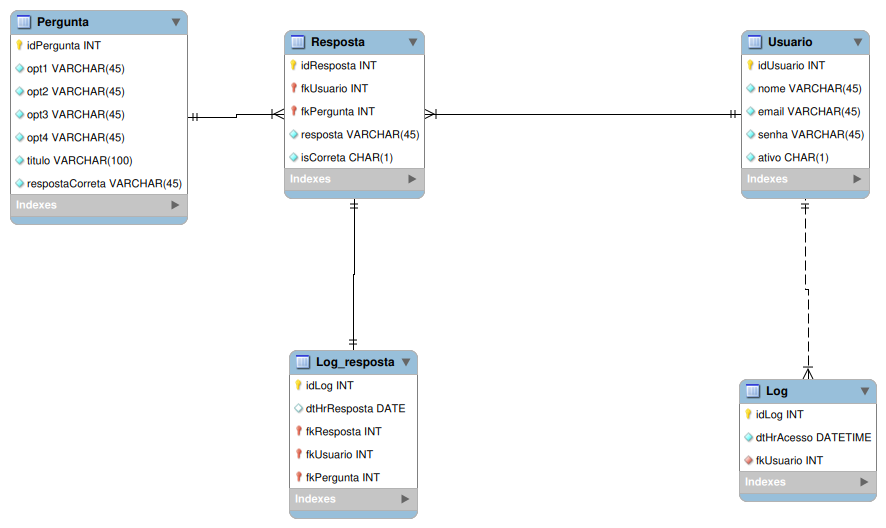 Pergunta
idPergunta INT
opt1 VARCHAR(45)
opt2 VARCHAR(45)
opt3 VARCHAR(45)
opt4 VARCHAR(45)
titulo VARCHAR(100)
respostaCorreta VARCHAR(45)
Indexes
Resposta
idResposta INT
fkUsuario INT
fkPergunta INT
resposta VARCHAR(45)
isCorreta CHAR(1)
Indexes
Usuario
idUsuario INT
nome VARCHAR(45)
email VARCHAR(45)
senha VARCHAR(45)
ativo CHAR(1)
Indexes
Log_resposta
idLog INT
dtHrResposta DATE
fkResposta INT
fkUsuario INT
fkPergunta INT
Indexes
Log
idLog INT
dtHrAcesso DATETIME
fkUsuario INT
Indexes